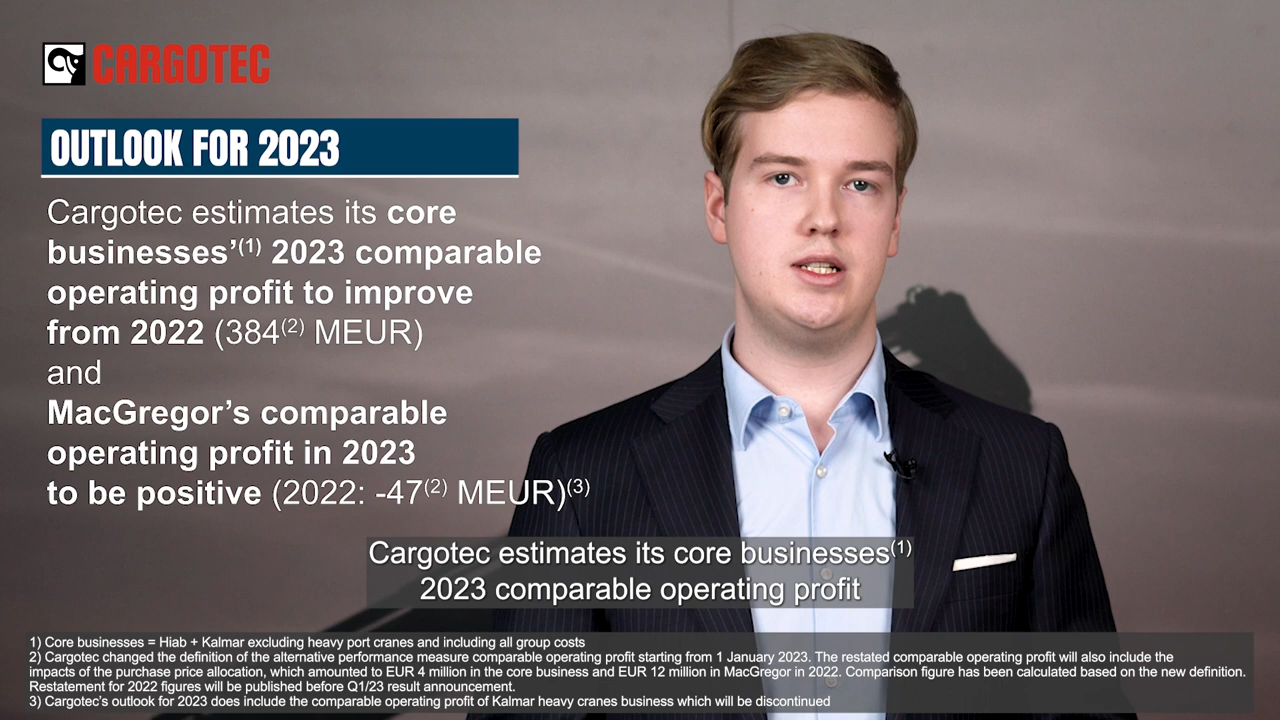 CARGOTEC
OUTLOOK FOR 2023
Cargotec estimates its core
businesses’(1) 2023 comparable
operating profit to improve
from 2022 (384(2) MEUR)
and
MacGregor’s comparable
operating profit in 2023
to be positive (2022: -47(2) MEUR)(3)
Cargotec estimates its core businesses(1)
2023 comparable operating profit
1) Core businesses = Hiab + Kalmar excluding heavy port cranes and including all group costs
2) Cargotec changed the definition of the alternative performance measure comparable operating profit starting from 1 January 2023. The restated comparable operating profit will also include the
impacts of the purchase price allocation, which amounted to EUR 4 million in the core business and EUR 12 million in MacGregor in 2022. Comparison figure has been calculated based on the new definition.
Restatement for 2022 figures will be published before Q1/23 result announcement.
3) Cargotec’s outlook for 2023 does include the comparable operating profit of Kalmar heavy cranes business which will be discontinued